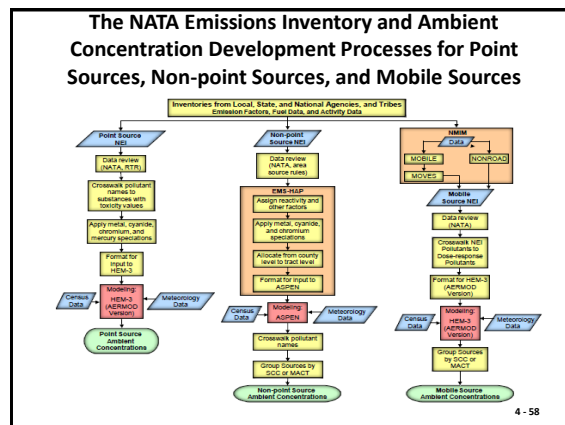 The NATA Emissions Inventory and Ambient
Concentration Development Processes for Point
Sources, Non-point Sources, and Mobile Sources
Inventories from Local, State, and National Agencies, and Tribes
Emission Factors, Fuel Data, and Activity Data
Point Source
NEI
Data review
(NATA, RTR)
Crosswalk pollutant
names to
substances with
toxicity values
Apply metal, cyanide,
chromium, and
mercury speciations
Format for
Input to
HEM-3
Census
Data
Modeling:
HEM-3
(AERMOD
Version)
Meteorology
Data
Point Source
Ambient
Concentrations
Non-point
Source NEI
Data review
(NATA, area
source rules)
EMS-HAP
Assign reactivity and
other factors
Apply metal, cyanide,
and chromium
speciations
Allocate from county
level to tract level
Format for input to
ASPEN
Census
Data
Modeling:
ASPEN
Meteorology
Data
Crosswalk pollutant
names
Group Sources by
SCC or MACT
Non-point Source
Ambient Concentrations
NMIM
Data
MOBILE
NONROAD
MOVES
Mobile
Source NEI
Data review
(NATA)
Crosswalk NEI
Pollutants to
Dose-response
Pollutants
Format for HEM-3
(AERMOD
Version)
Census
Data
Modeling:
HEM-3
(AERMOD
Version)
Meteorology
Data
Group Sources
by SCC or
MACT
Mobile Source
Ambient Concentrations
4 - 58